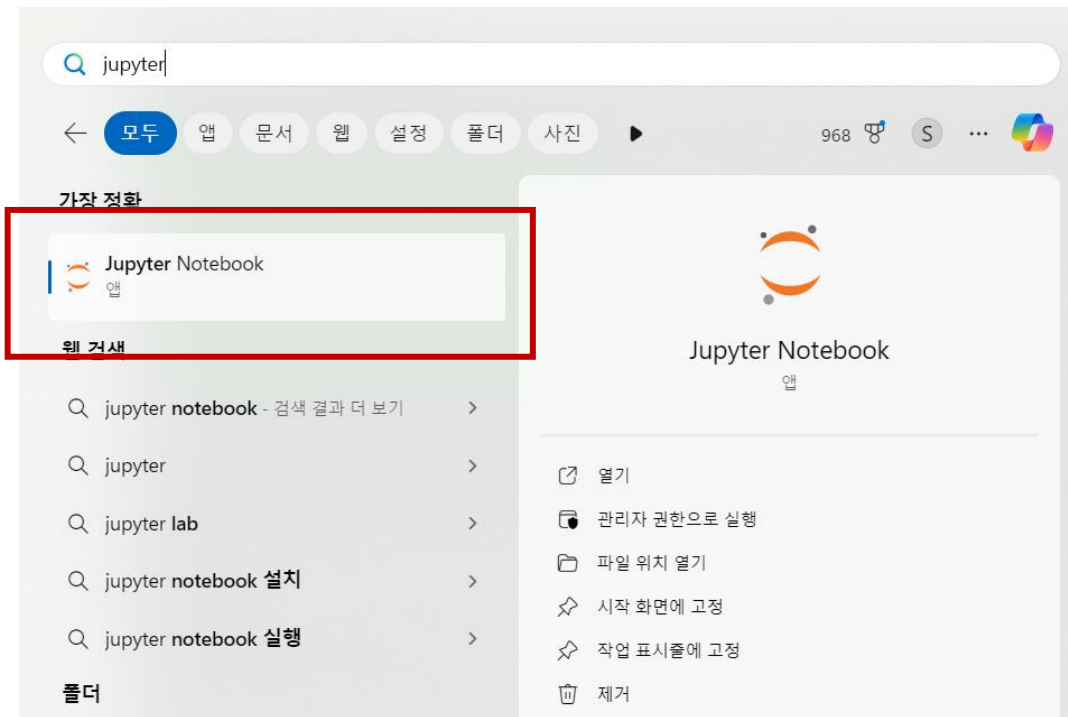 jupyter
모두 앱 문서 웹 설정 폴더 사진 968 S ...
가장 정확
Jupyter Notebook
앱
웹 검색
jupyter notebook - 검색 결과 더 보기
jupyter
jupyter lab
jupyter notebook 설치
jupyter notebook 실행
폴더
Jupyter Notebook
앱
열기
관리자 권한으로 실행
파일 위치 열기
시작 화면에 고정
작업 표시줄에 고정
제거